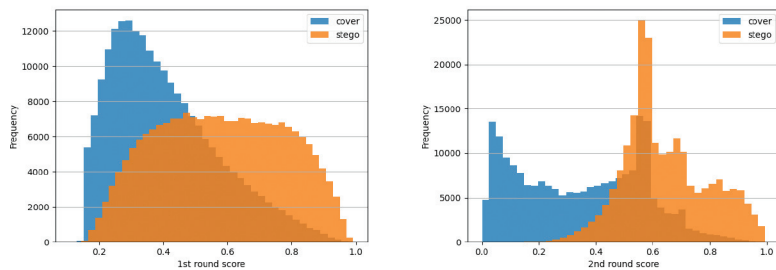 cover
stego
Frequency
12000
10000
8000
6000
4000
2000
0
0.2 0.4 0.6 0.8 1.0
1st round score
cover
stego
Frequency
25000
20000
15000
10000
5000
0
0.0 0.2 0.4 0.6 0.8 1.0
2nd round score